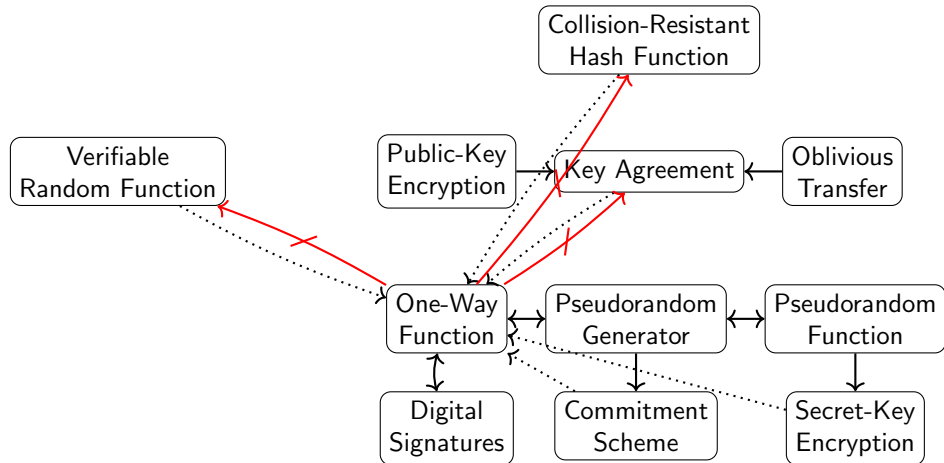 Collision-Resistant
Hash Function
Verifiable
Random Function
Public-Key
Encryption
Key Agreement
Oblivious
Transfer
One-Way
Function
Pseudorandom
Generator
Pseudorandom
Function
Digital
Signatures
Commitment
Scheme
Secret-Key
Encryption